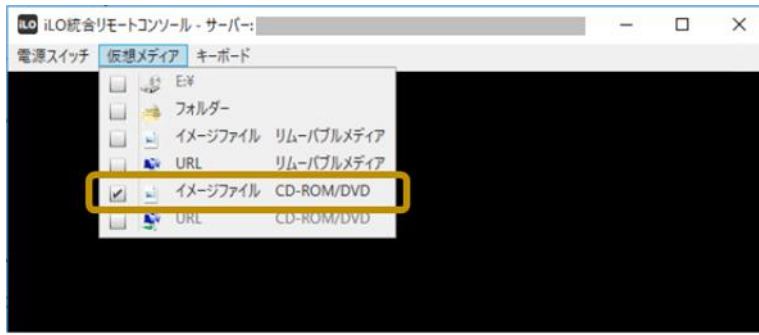 iLO iLO統合リモートコンソール - サーバー:
電源スイッチ 仮想メディア キーボード
E:¥
フォルダー
イメージファイル リムーバブルメディア
URL リムーバブルメディア
イメージファイル CD-ROM/DVD
URL CD-ROM/DVD